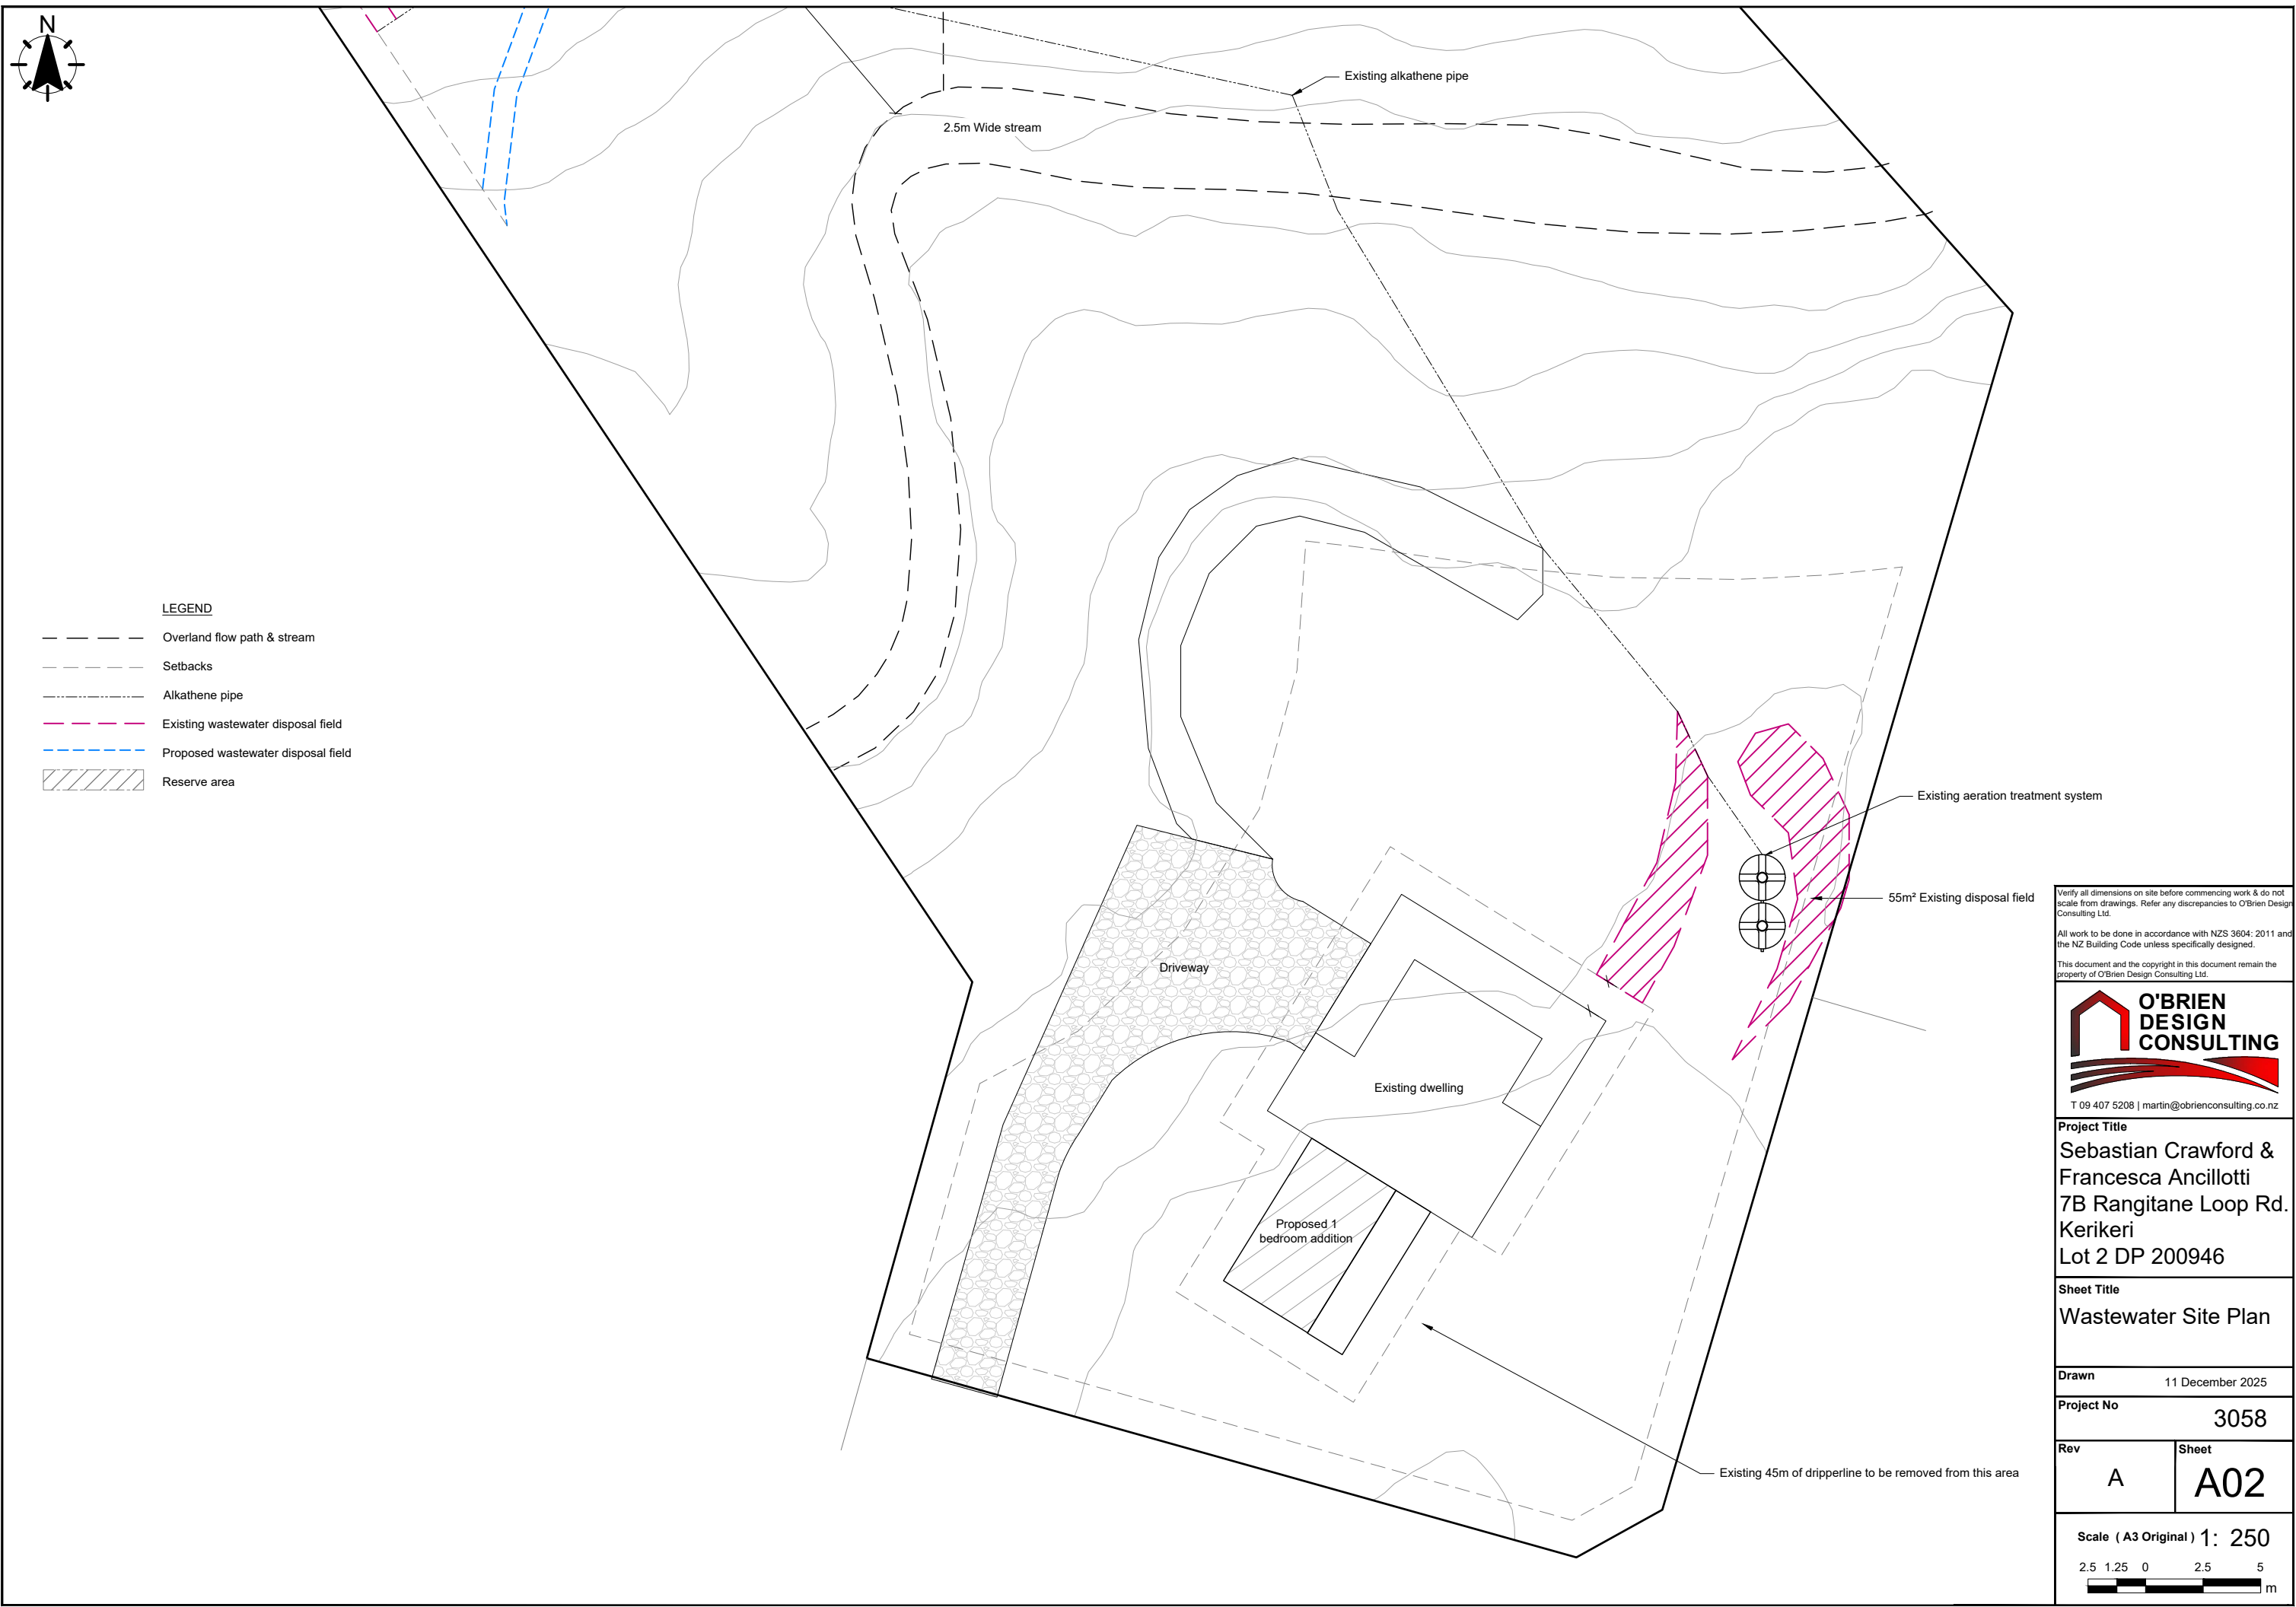 N
Existing alkathene pipe
2.5m Wide stream
LEGEND
Overland flow path & stream
Setbacks
Alkathene pipe
Existing wastewater disposal field
Proposed wastewater disposal field
Reserve area
Existing aeration treatment system
55m² Existing disposal field
Driveway
Existing dwelling
Proposed 1
bedroom addition
Existing 45m of dripperline to be removed from this area
Verify all dimensions on site before commencing work & do not
scale from drawings. Refer any discrepancies to O'Brien Design
Consulting Ltd.
All work to be done in accordance with NZS 3604: 2011 and
the NZ Building Code unless specifically designed.
This document and the copyright in this document remain the
property of O'Brien Design Consulting Ltd.
O'BRIEN
DESIGN
CONSULTING
T 09 407 5208 | martin@obrienconsulting.co.nz
Project Title
Sebastian Crawford &
Francesca Ancillotti
7B Rangitane Loop Rd.
Kerikeri
Lot 2 DP 200946
Sheet Title
Wastewater Site Plan
Drawn 11 December 2025
Project No 3058
Rev Sheet
A A02
Scale ( A3 Original ) 1: 250
2.5 1.25 0 2.5 5
m